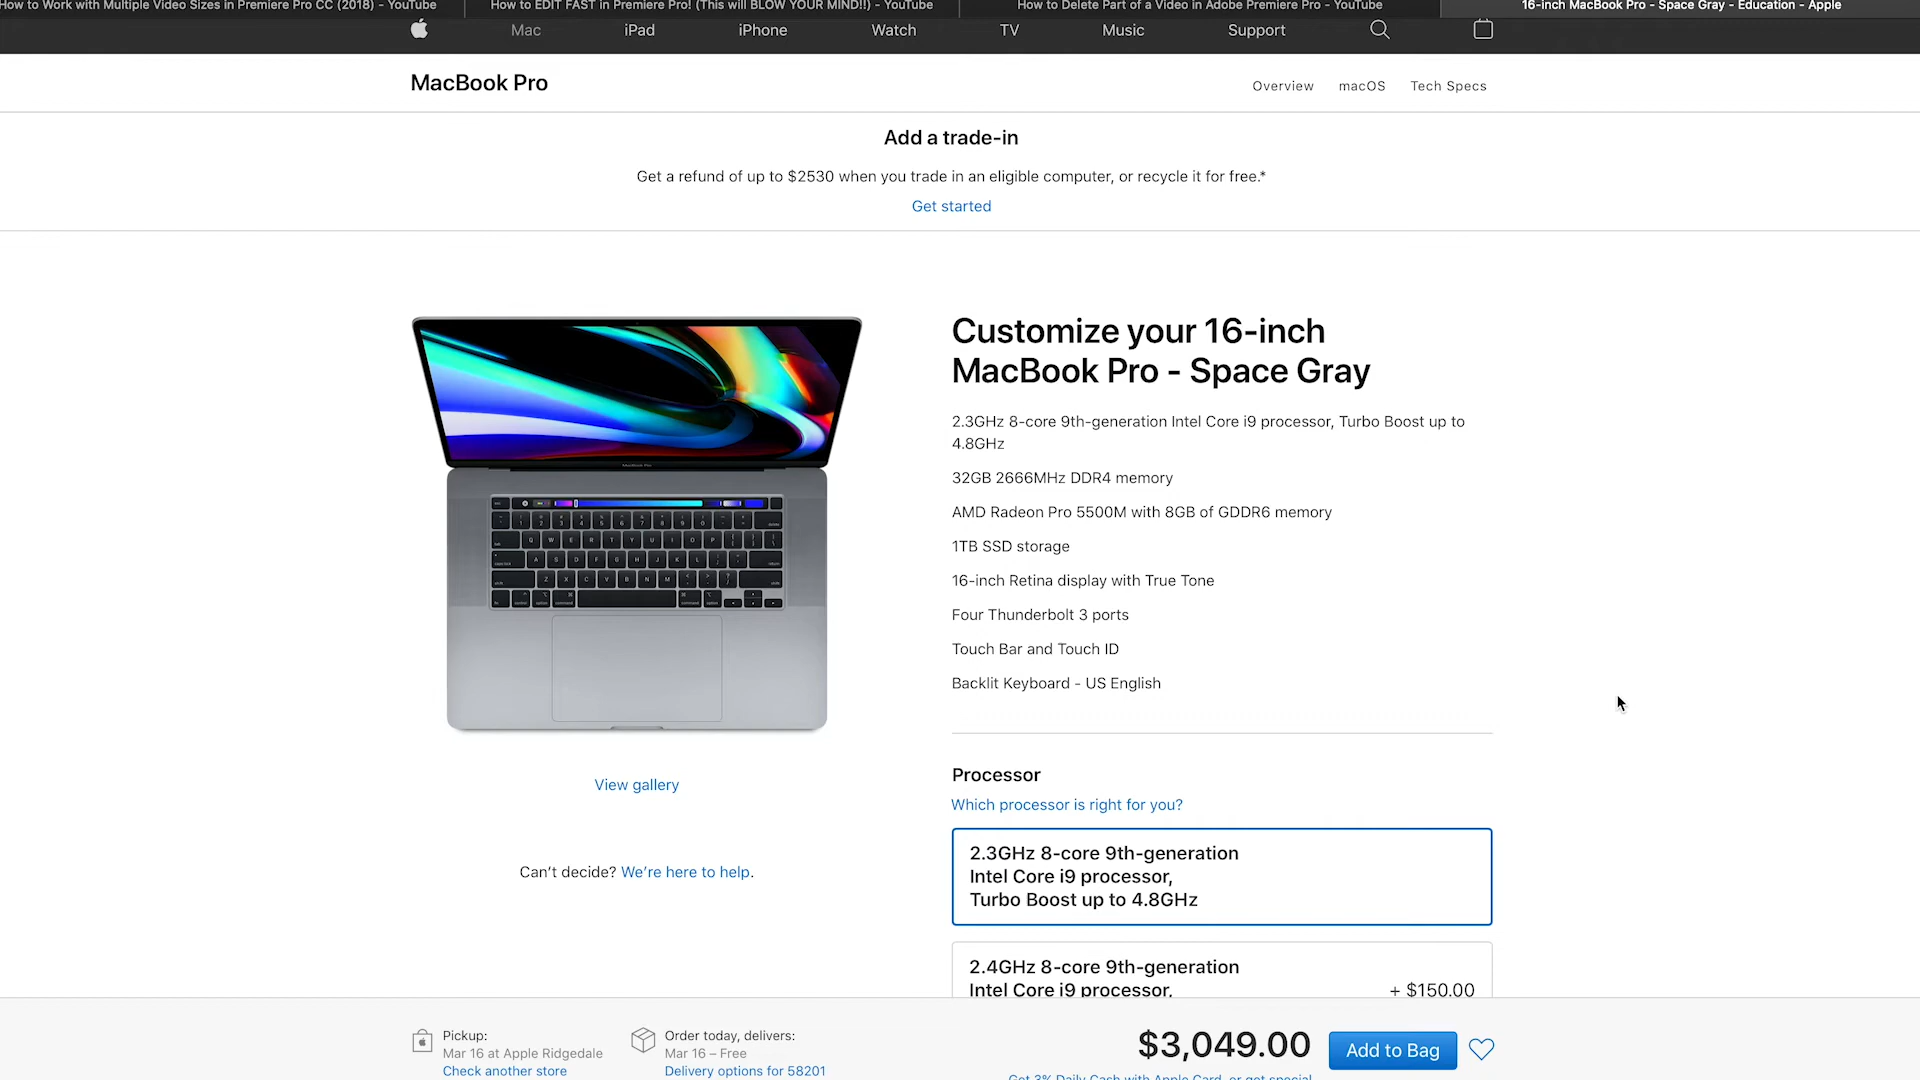 How to Work with Multiple Video Sizes in Premiere Pro CC (2018) - YouTube
How to EDIT FAST in Premiere Pro! (This will BLOW YOUR MIND!!) - YouTube
How to Delete Part of a Video in Adobe Premiere Pro - YouTube
16-inch MacBook Pro - Space Gray - Education - Apple
Mac
iPad
iPhone
Watch
TV
Music
Support
MacBook Pro
Overview
macOS
Tech Specs
Add a trade-in
Get a refund of up to $2530 when you trade in an eligible computer, or recycle it for free.*
Get started
Customize your 16-inch
MacBook Pro - Space Gray
2.3GHz 8-core 9th-generation Intel Core i9 processor, Turbo Boost up to
4.8GHz
32GB 2666MHz DDR4 memory
AMD Radeon Pro 5500M with 8GB of GDDR6 memory
1TB SSD storage
16-inch Retina display with True Tone
Four Thunderbolt 3 ports
Touch Bar and Touch ID
Backlit Keyboard - US English
View gallery
Can't decide? We're here to help.
Processor
Which processor is right for you?
2.3GHz 8-core 9th-generation
Intel Core i9 processor,
Turbo Boost up to 4.8GHz
2.4GHz 8-core 9th-generation
Intel Core i9 processor,
+ $150.00
Pickup:
Mar 16 at Apple Ridgedale
Check another store
Order today, delivers:
Mar 16 – Free
Delivery options for 58201
$3,049.00
Add to Bag
Get 3% Daily Cash with Apple Card, or get special